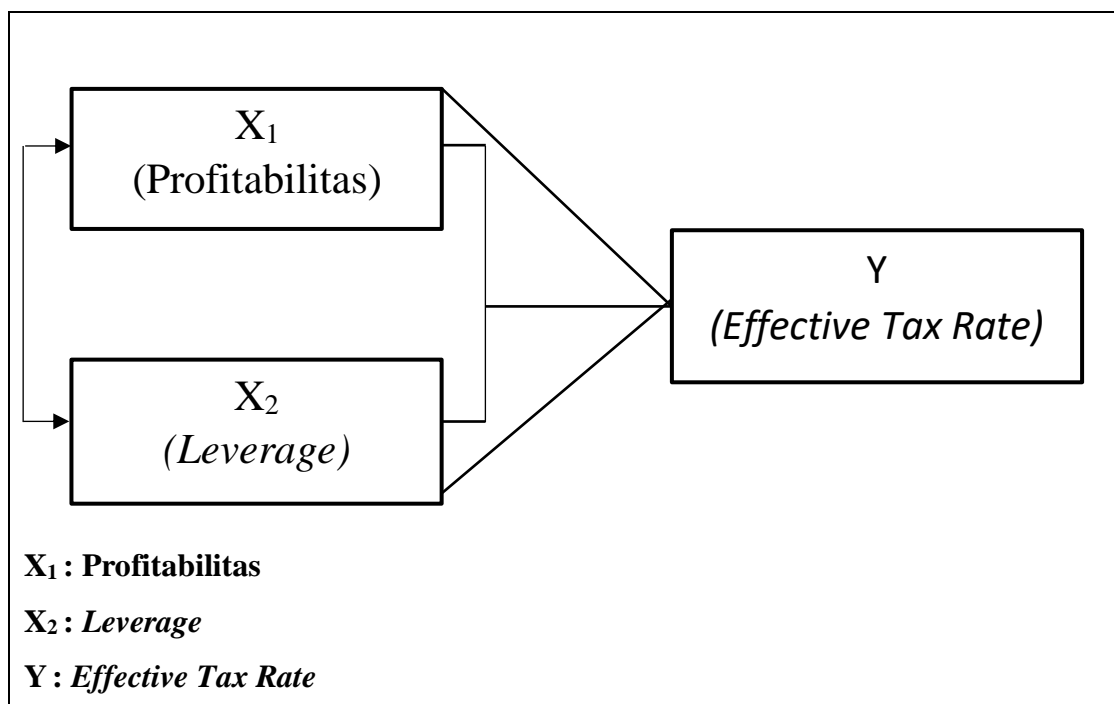 X₁
(Profitabilitas)
Y
(Effective Tax Rate)
X₂
(Leverage)
X₁ : Profitabilitas
X₂ : Leverage
Y : Effective Tax Rate